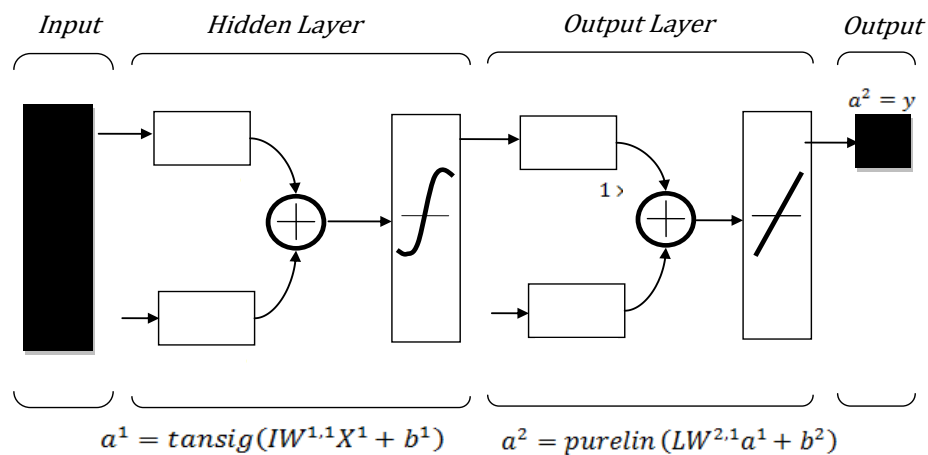 Input Hidden Layer Output Layer Output
a² = y
1 ×
a¹ = tansig(IW¹,¹X¹ + b¹) a² = purelin(LW²,¹a¹ + b²)